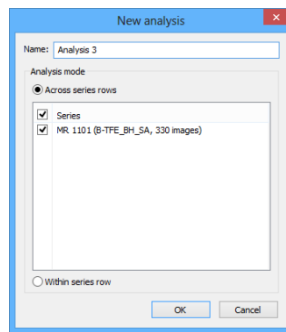 New analysis
Name: Analysis 3
Analysis mode
Across series rows
Series
MR 1101 (B-TFE_BH_SA, 330 images)
Within series row
OK Cancel